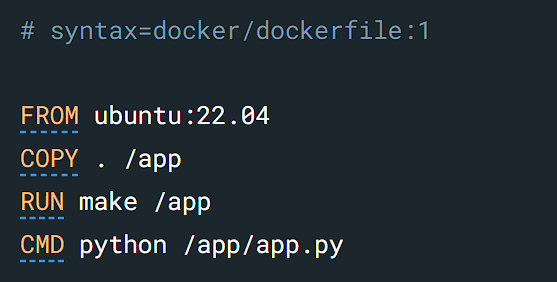 # syntax=docker/dockerfile:1
FROM ubuntu:22.04
COPY . /app
RUN make /app
CMD python /app/app.py